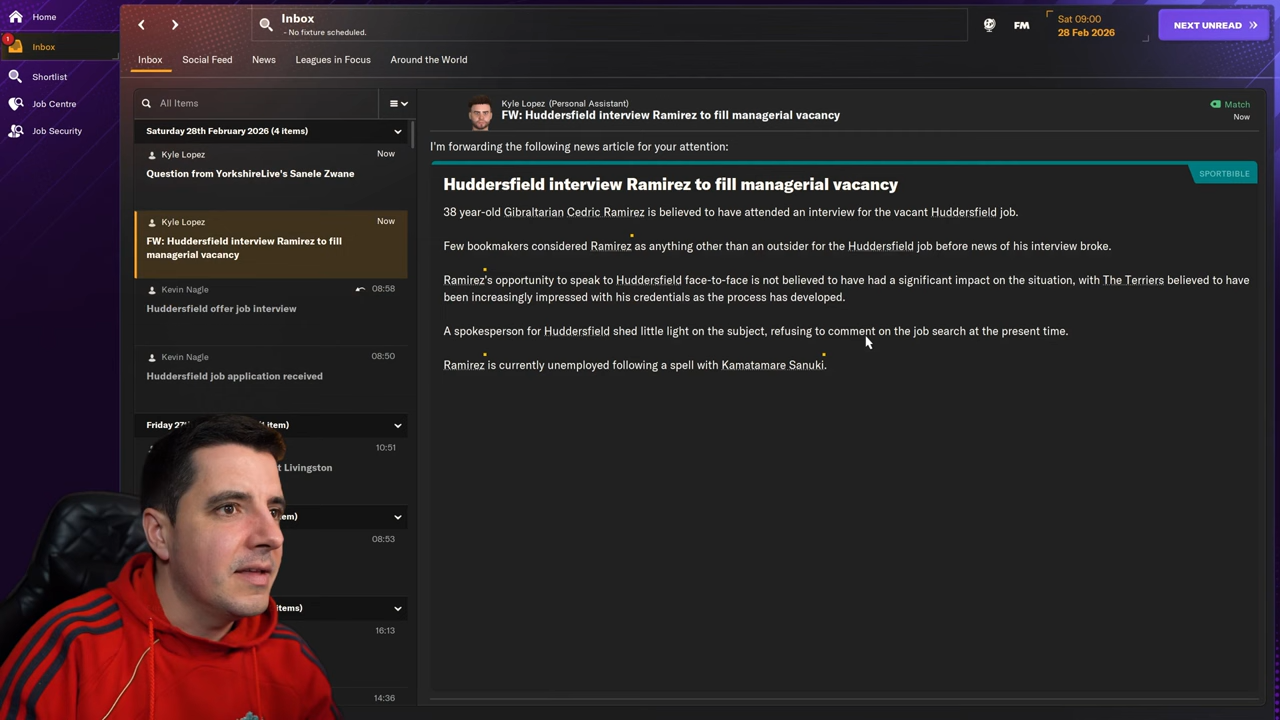 Home
1
Inbox
Shortlist
Job Centre
Job Security
Inbox
- No fixture scheduled.
FM
Sat 09:00
28 Feb 2026
NEXT UNREAD
Inbox
Social Feed
News
Leagues in Focus
Around the World
All Items
Saturday 28th February 2026 (4 items)
Kyle Lopez
Now
Question from YorkshireLive's Sanele Zwane
Kyle Lopez
Now
FW: Huddersfield interview Ramirez to fill
managerial vacancy
Kevin Nagle
08:58
Huddersfield offer job interview
Kevin Nagle
08:50
Huddersfield job application received
Friday 27
item)
10:51
t Livingston
em)
08:53
items)
16:13
14:36
Kyle Lopez (Personal Assistant)
FW: Huddersfield interview Ramirez to fill managerial vacancy
Match
Now
I'm forwarding the following news article for your attention:
SPORTBIBLE
Huddersfield interview Ramirez to fill managerial vacancy
38 year-old Gibraltarian Cedric Ramirez is believed to have attended an interview for the vacant Huddersfield job.
Few bookmakers considered Ramirez as anything other than an outsider for the Huddersfield job before news of his interview broke.
Ramirez's opportunity to speak to Huddersfield face-to-face is not believed to have had a significant impact on the situation, with The Terriers believed to have
been increasingly impressed with his credentials as the process has developed.
A spokesperson for Huddersfield shed little light on the subject, refusing to comment on the job search at the present time.
Ramirez is currently unemployed following a spell with Kamatamare Sanuki.